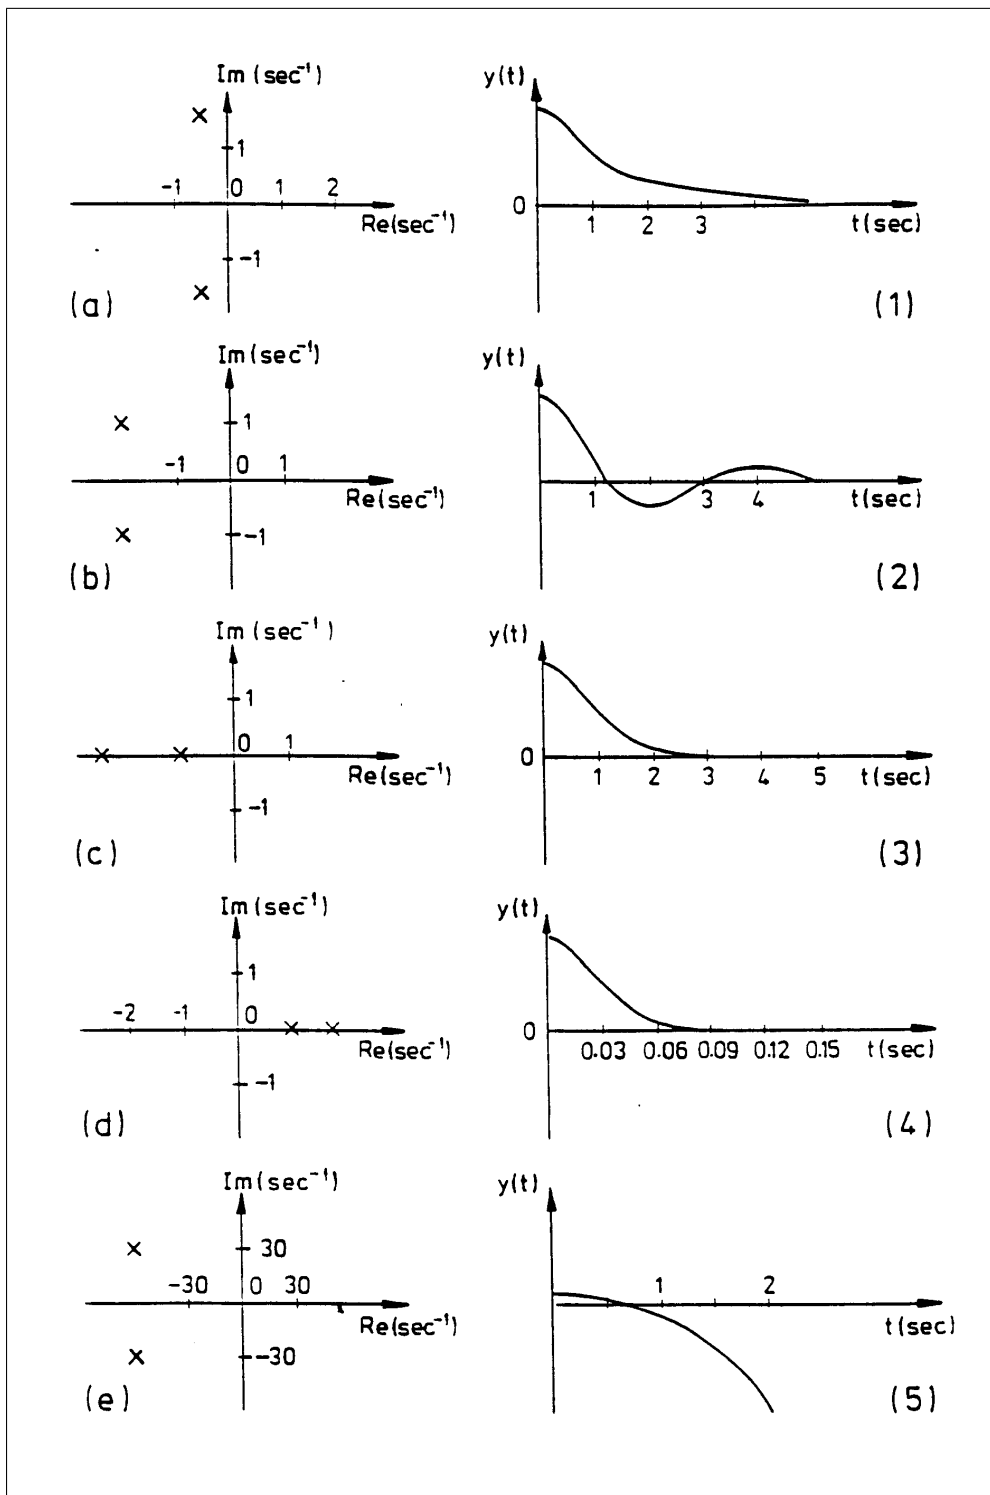 Im (sec⁻¹)
1
-1 0 1 2
Re(sec⁻¹)
-1
(a)
y(t)
0
1 2 3
t(sec)
(1)
Im (sec⁻¹)
1
-1 0 1
Re(sec⁻¹)
-1
(b)
y(t)
1 3 4
t(sec)
(2)
Im (sec⁻¹)
1
0 1
Re(sec⁻¹)
-1
(c)
y(t)
0
1 2 3 4 5
t(sec)
(3)
Im(sec⁻¹)
1
-2 -1 0
Re(sec⁻¹)
-1
(d)
y(t)
0
0.03 0.06 0.09 0.12 0.15
t(sec)
(4)
Im(sec⁻¹)
30
-30 0 30
Re(sec⁻¹)
-30
(e)
y(t)
1 2
t(sec)
(5)